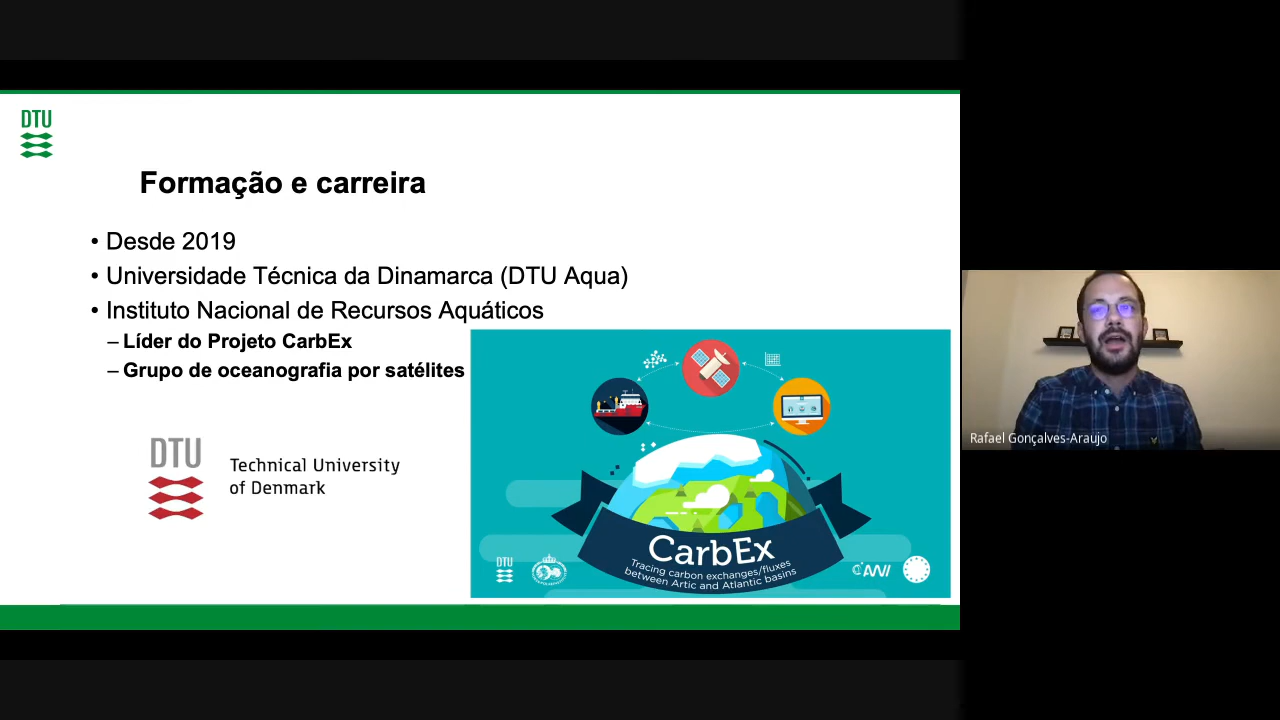 DTU
Formação e carreira
• Desde 2019
• Universidade Técnica da Dinamarca (DTU Aqua)
• Instituto Nacional de Recursos Aquáticos
– Líder do Projeto CarbEx
– Grupo de oceanografia por satélites
DTU
Technical University
of Denmark
CarbEx
Tracing carbon exchanges/fluxes
between Artic and Atlantic basins
DTU
Rafael Gonçalves-Araujo